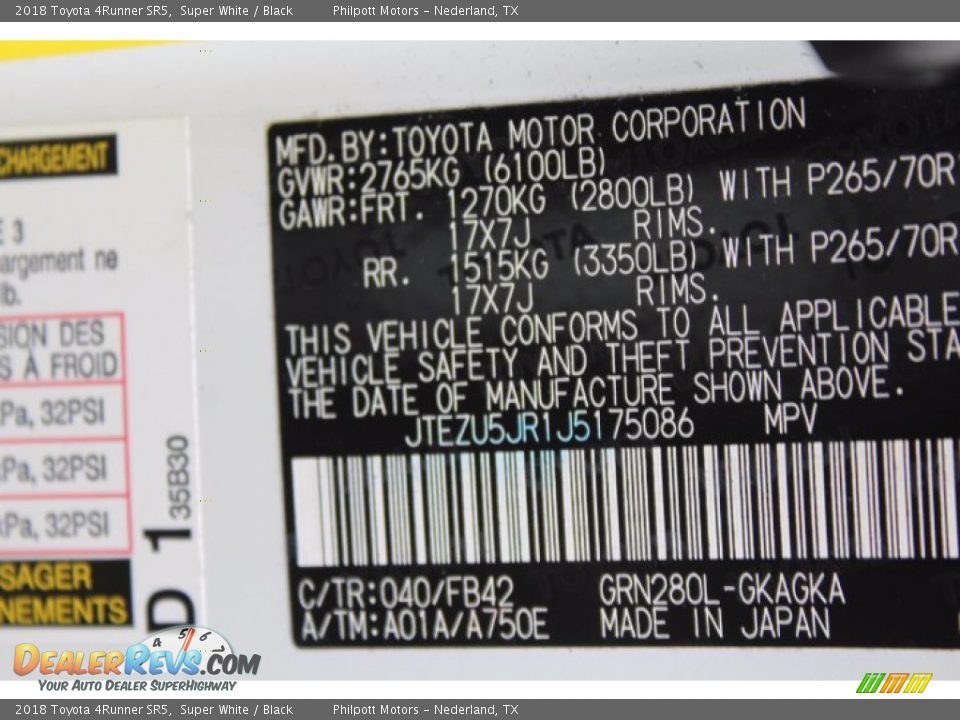 2018 Toyota 4Runner SR5, Super White / Black Philpott Motors - Nederland, TX
CHARGEMENT
E 3
argement ne
lb.
SION DES
S À FROID
Pa, 32PSI
Pa, 32PSI
kPa, 32PSI
SAGER
NEMENTS
D 1 35B30
MFD.BY:TOYOTA MOTOR CORPORATION
GVWR:2765KG (6100LB)
GAWR:FRT. 1270KG (2800LB) WITH P265/70R
17X7J RIMS.
RR. 1515KG (3350LB) WITH P265/70R
17X7J RIMS.
THIS VEHICLE CONFORMS TO ALL APPLICABLE
VEHICLE SAFETY AND THEFT PREVENTION STA
THE DATE OF MANUFACTURE SHOWN ABOVE.
JTEZU5JR1J5175086 MPV
C/TR:040/FB42 GRN280L-GKAGKA
A/TM:A01A/A750E MADE IN JAPAN
4 5 6
DealerRevs.com
Your Auto Dealer SuperHighway
2018 Toyota 4Runner SR5, Super White / Black Philpott Motors - Nederland, TX